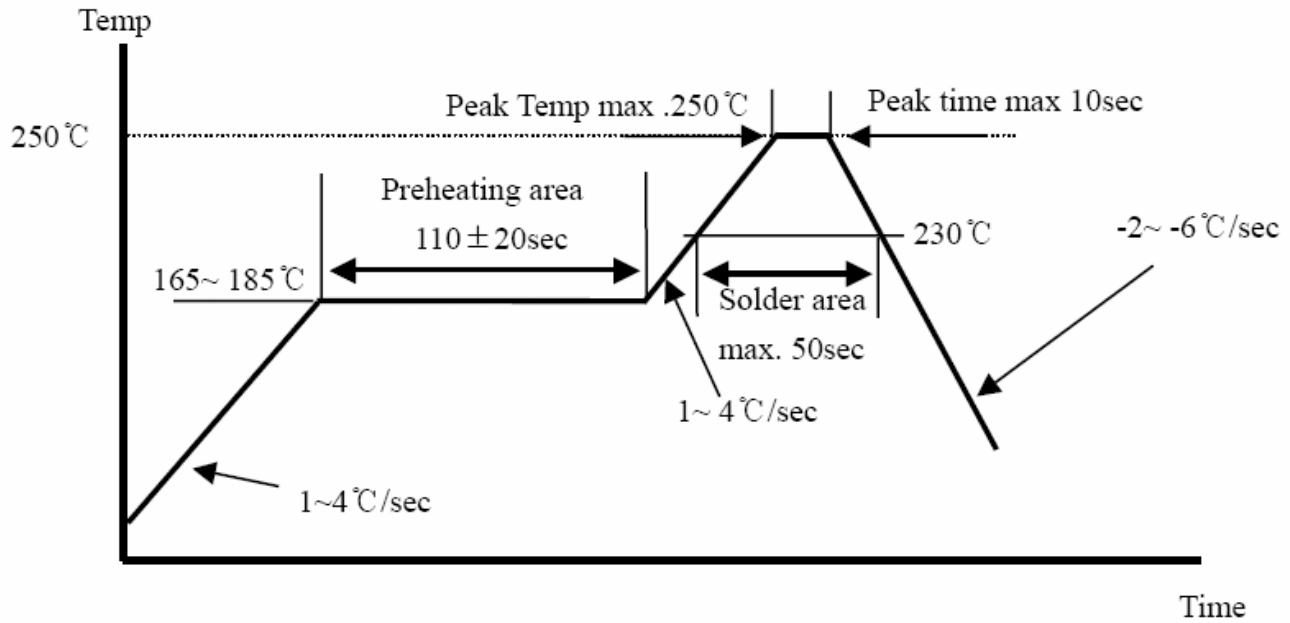 Temp
Peak Temp max .250℃
Peak time max 10sec
250℃
Preheating area
110±20sec
230℃
-2~ -6℃/sec
165~ 185℃
Solder area
max. 50sec
1~ 4℃/sec
1~4℃/sec
Time